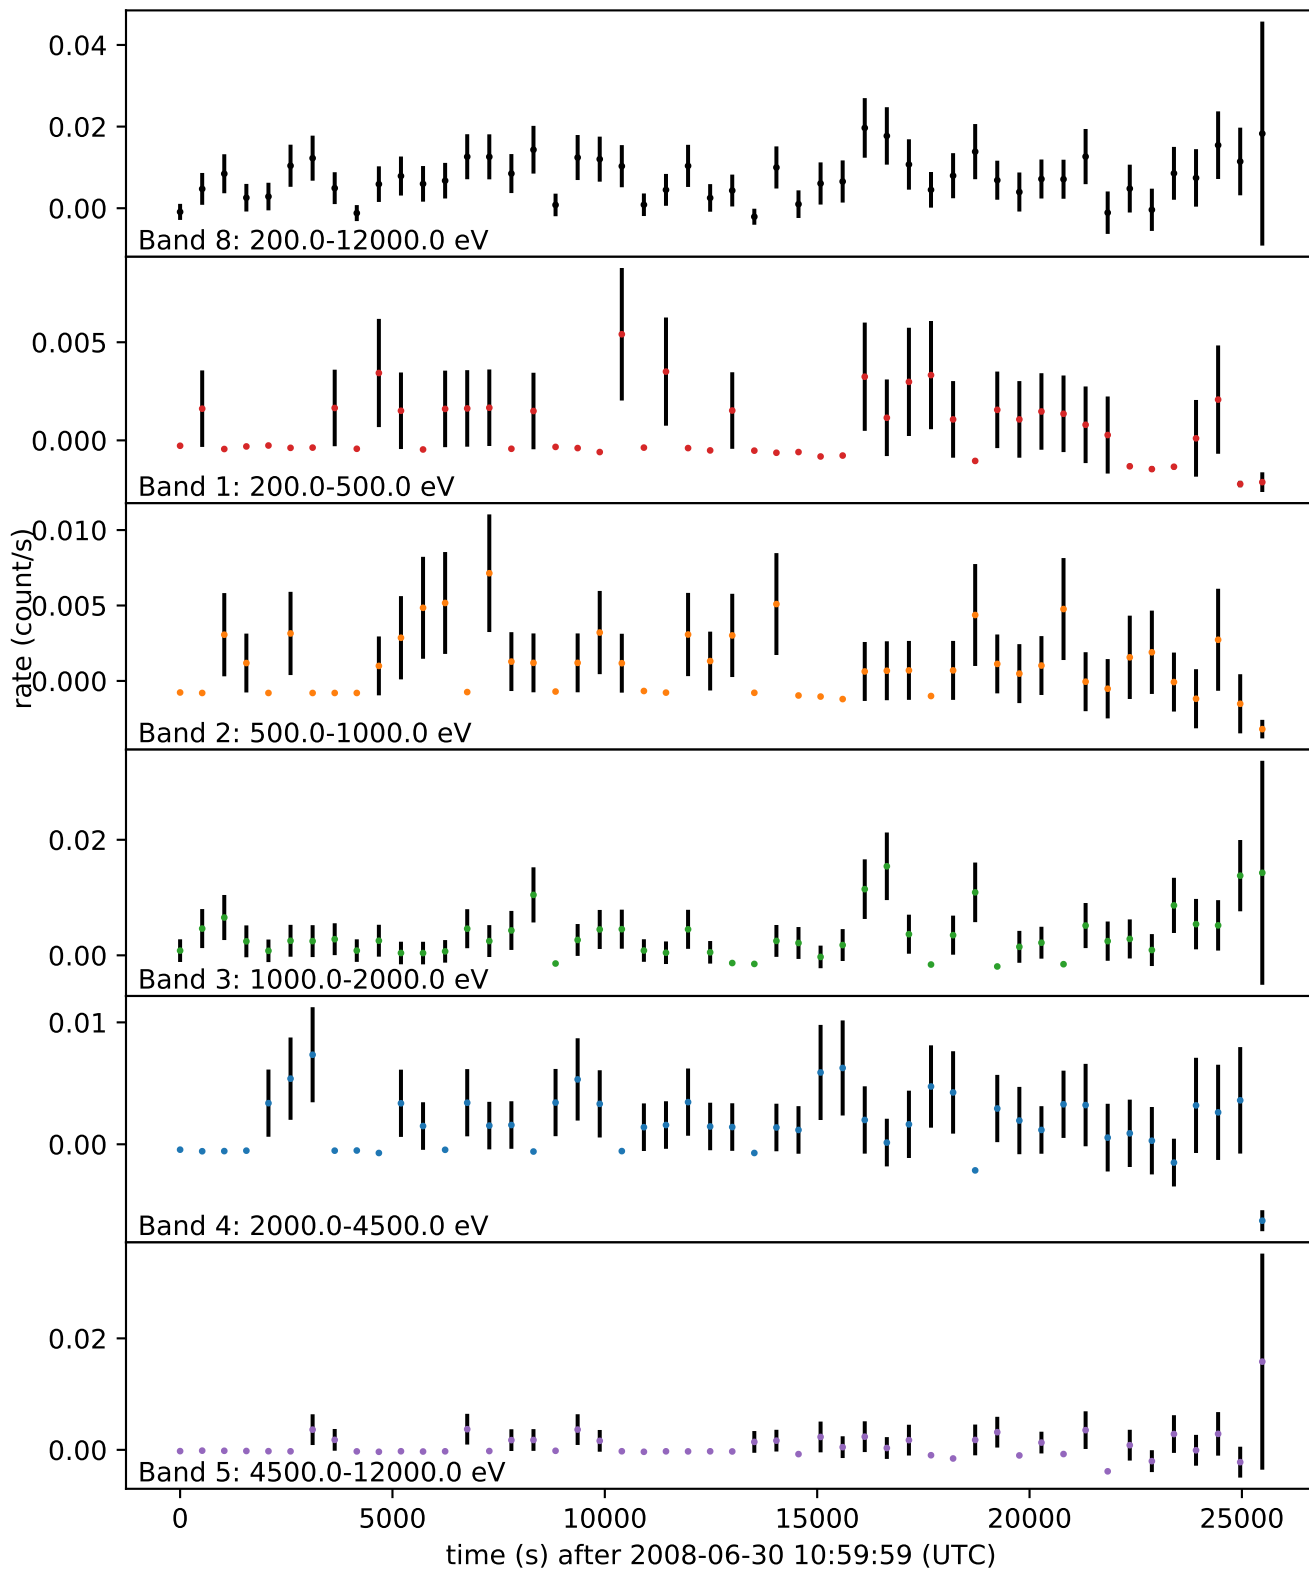 0.04
0.02
0.00
Band 8: 200.0-12000.0 eV
0.005
0.000
Band 1: 200.0-500.0 eV
rate (count/s)
0.010
0.005
0.000
Band 2: 500.0-1000.0 eV
0.02
0.00
Band 3: 1000.0-2000.0 eV
0.01
0.00
Band 4: 2000.0-4500.0 eV
0.02
0.00
Band 5: 4500.0-12000.0 eV
0 5000 10000 15000 20000 25000
time (s) after 2008-06-30 10:59:59 (UTC)